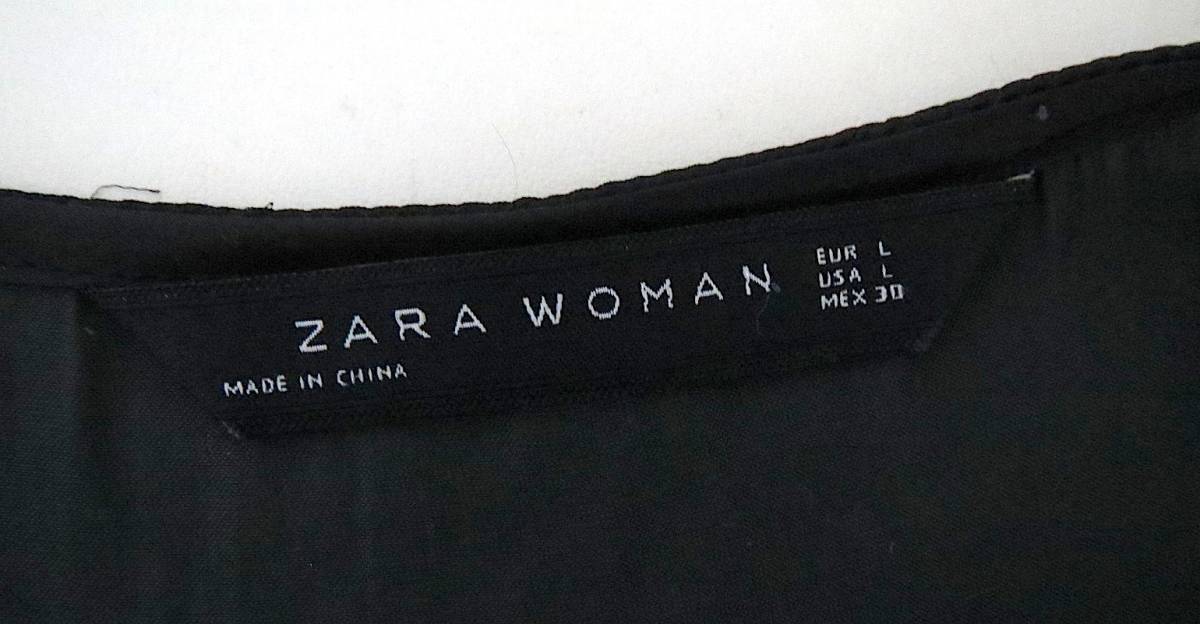 ZARA WOMAN
EUR L
USA L
MEX 30
MADE IN CHINA